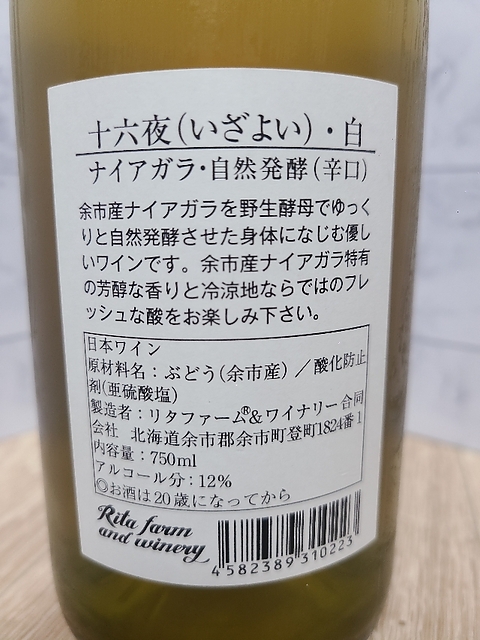 十六夜(いざよい)・白
ナイアガラ・自然発酵(辛口)
余市産ナイアガラを野生酵母でゆっく
りと自然発酵させた身体になじむ優し
いワインです。余市産ナイアガラ特有
の芳醇な香りと冷涼地ならではのフレ
ッシュな酸をお楽しみ下さい。
日本ワイン
原材料名：ぶどう(余市産)／酸化防止
剤(亜硫酸塩)
製造者：リタファーム®&ワイナリー合同
会社 北海道余市郡余市町登町1824番1
内容量：750ml
アルコール分：12%
◎お酒は20歳になってから
Rita farm
and winery
4582389310223